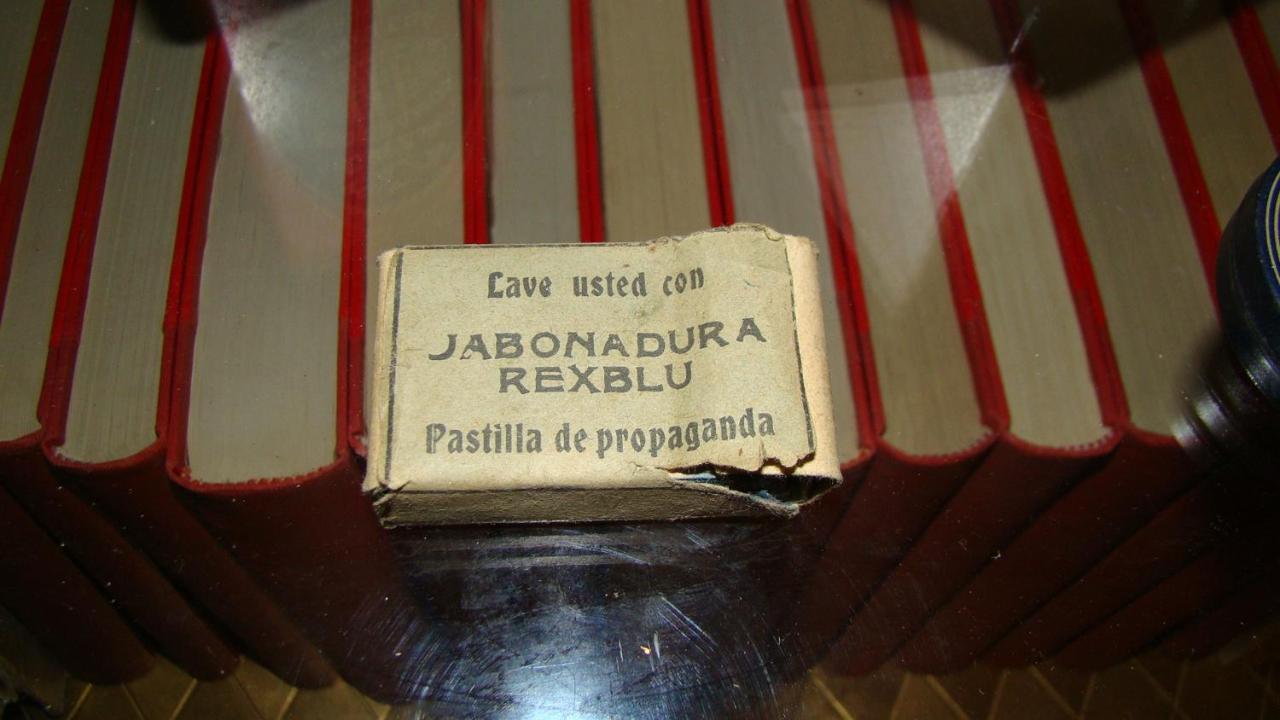 Lave usted con
JABONADURA
REXBLU
Pastilla de propaganda